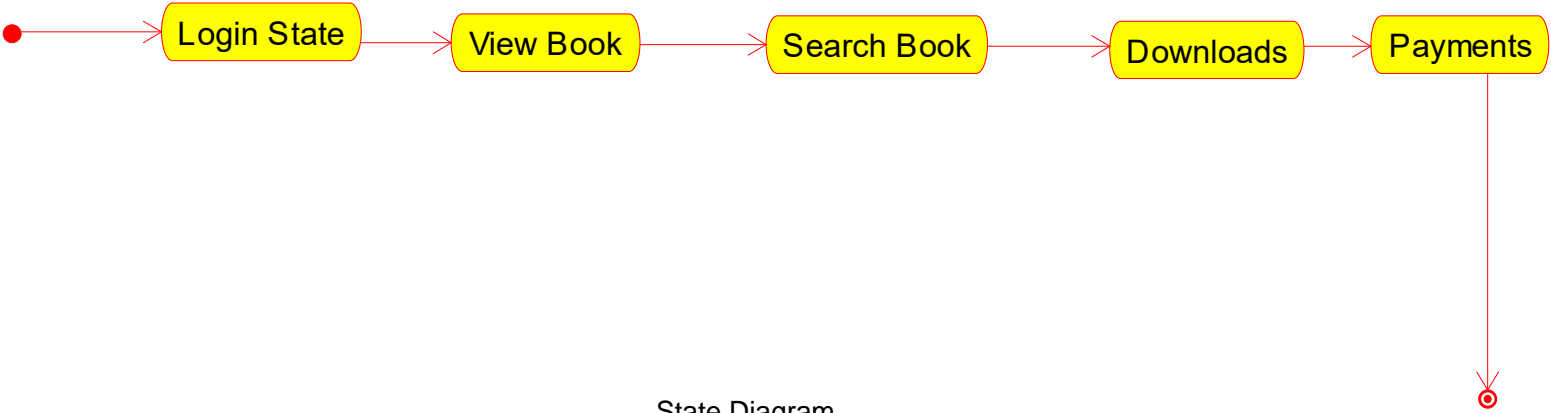 Login State
View Book
Search Book
Downloads
Payments
State Diagram